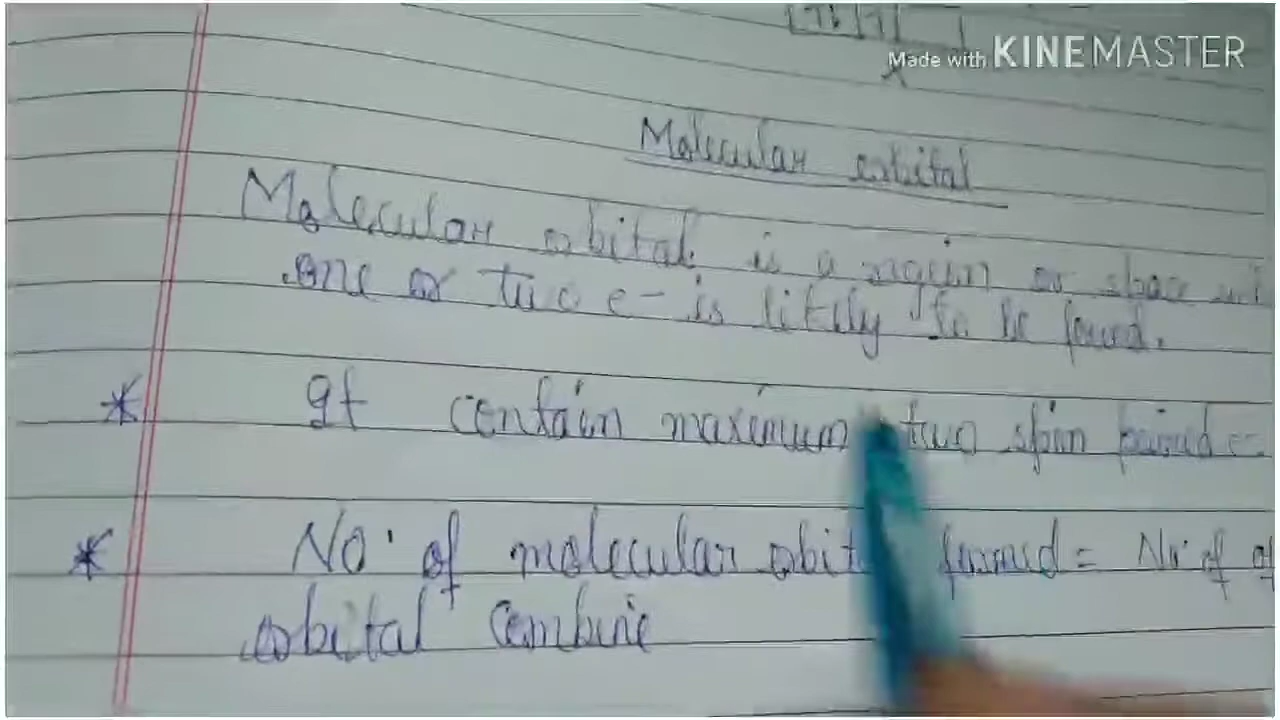 Made with KINEMASTER
Molecular orbital
Molecular orbital is a region or space
one or two e- is likely to be found.
* It contain maximum two spin paired e-
* No. of molecular orbital formed = No. of
orbital combine